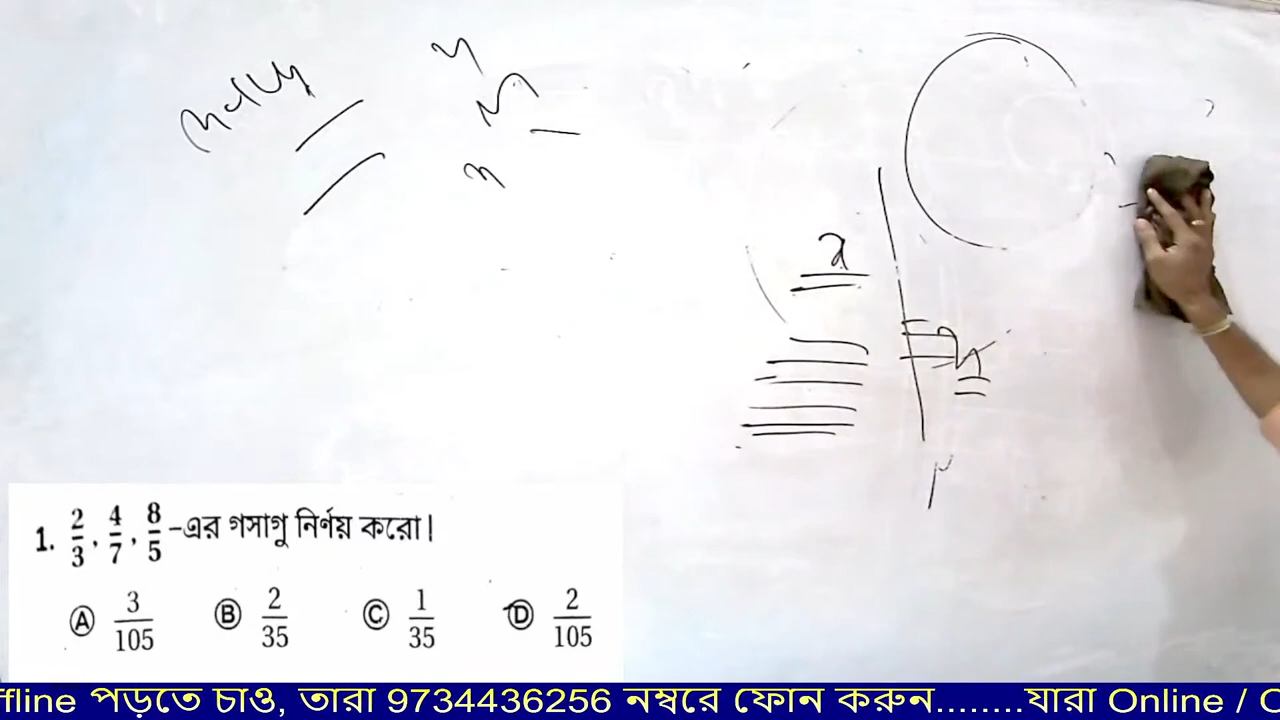 1. 2/3, 4/7, 8/5 -এর গসাগু নির্ণয় করো।
Ⓐ 3/105 Ⓑ 2/35 Ⓒ 1/35 Ⓓ 2/105
ffline পড়তে চাও, তারা 9734436256 নম্বরে ফোন করুন........যারা Online / O